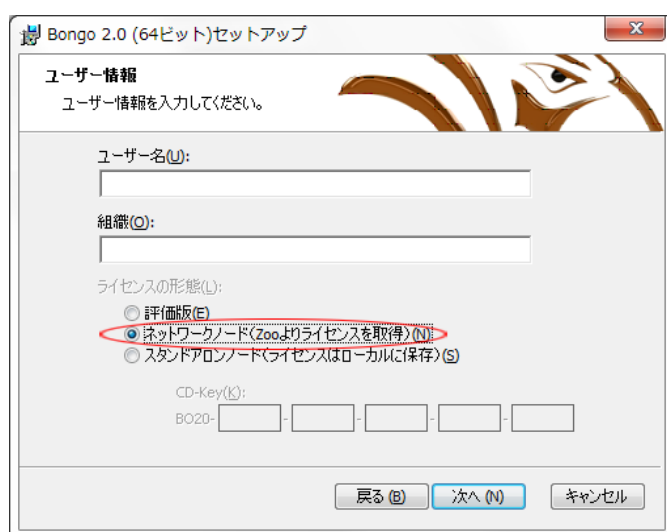 Bongo 2.0 (64ビット)セットアップ
ユーザー情報
ユーザー情報を入力してください。
ユーザー名(U):
組織(O):
ライセンスの形態(L):
評価版(E)
ネットワークノード(Zooよりライセンスを取得)(N)
スタンドアロンノード(ライセンスはローカルに保存)(S)
CD-Key(K):
BO20- - - - -
戻る(B) 次へ(N) キャンセル